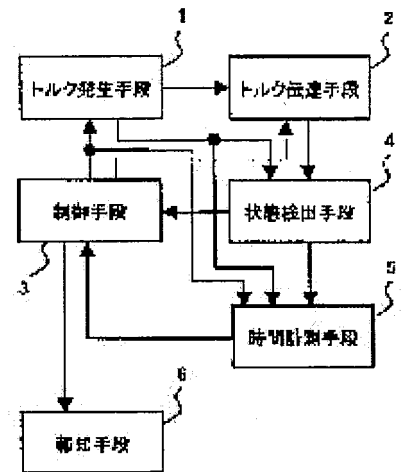 1
2
トルク発生手段
トルク伝達手段
4
制御手段
状態検出手段
3
5
時間計測手段
6
報知手段